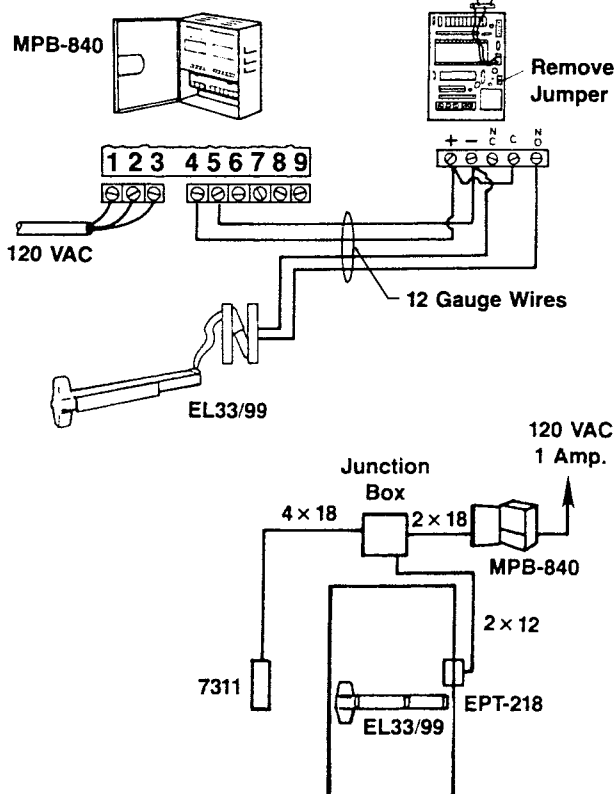 MPB-840
Remove
Jumper
+ − NC C NO
1 2 3 4 5 6 7 8 9
120 VAC
12 Gauge Wires
EL33/99
120 VAC
1 Amp.
Junction
Box
4 × 18
2 × 18
MPB-840
2 × 12
7311
EPT-218
EL33/99